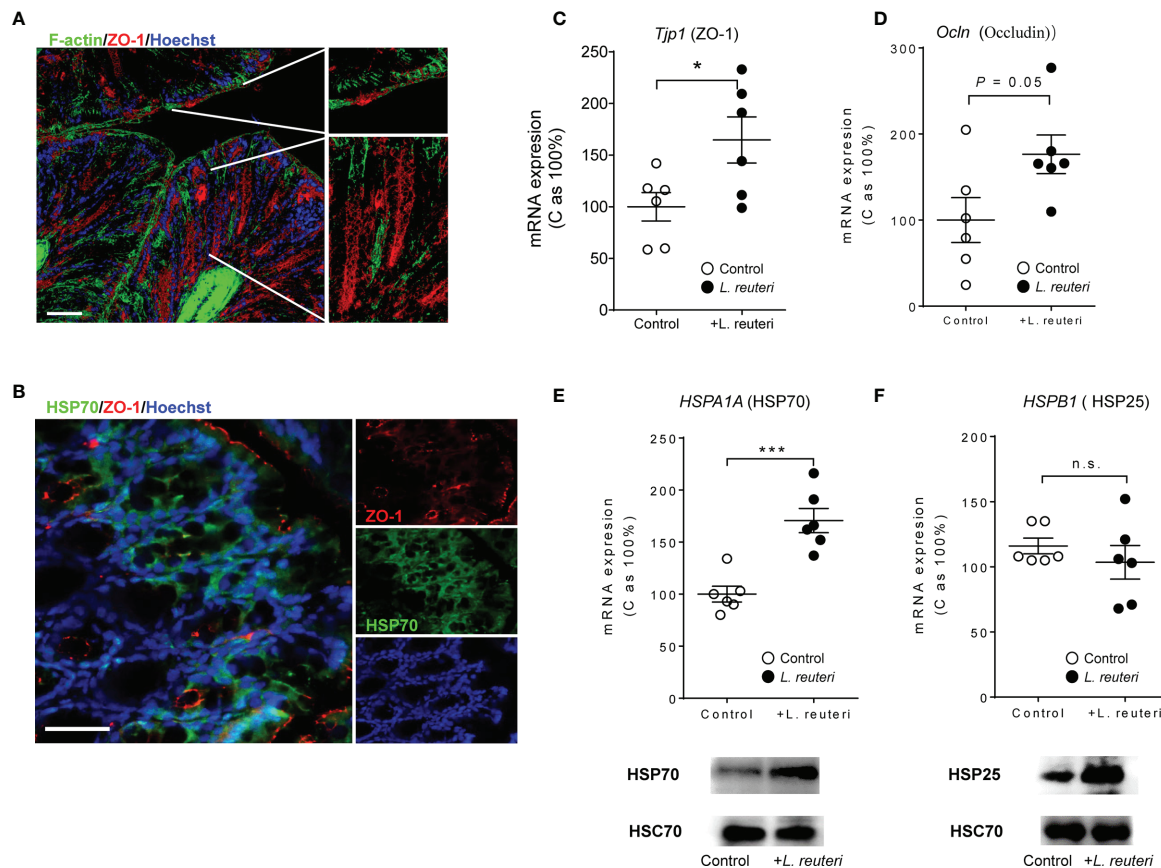 A
F-actin/ZO-1/Hoechst
B
HSP70/ZO-1/Hoechst
ZO-1
HSP70
C
Tjp1 (ZO-1)
mRNA expresion
(C as 100%)
250
200
150
100
50
0
*
Control
L. reuteri
Control
+L. reuteri
D
Ocln (Occludin))
mRNA expression
(C as 100%)
300
200
100
0
P = 0.05
Control
L. reuteri
Control
+L. reuteri
E
HSPA1A (HSP70)
mRNA expression
(C as 100%)
250
200
150
100
50
0
***
Control
L. reuteri
Control
+L. reuteri
HSP70
HSC70
Control
+L. reuteri
F
HSPB1 ( HSP25)
mRNA expression
(C as 100%)
200
150
100
50
0
n.s.
Control
L. reuteri
Control
+L. reuteri
HSP25
HSC70
Control
+L. reuteri